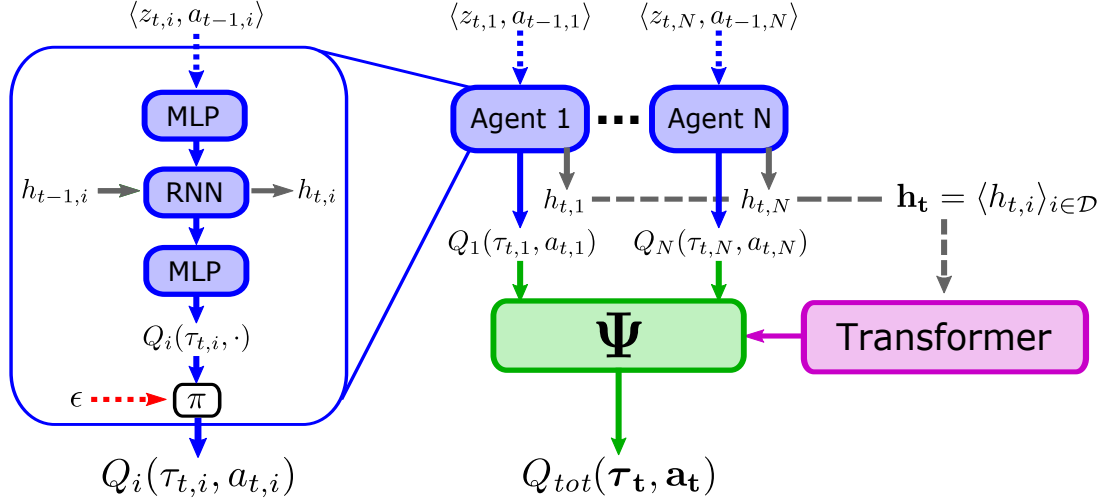 ⟨z_{t,i}, a_{t−1,i}⟩
MLP
h_{t−1,i}
RNN
h_{t,i}
MLP
Q_i(τ_{t,i}, ·)
ϵ
π
Q_i(τ_{t,i}, a_{t,i})
⟨z_{t,1}, a_{t−1,1}⟩
⟨z_{t,N}, a_{t−1,N}⟩
Agent 1
...
Agent N
h_{t,1}
h_{t,N}
𝐡_𝐭 = ⟨h_{t,i}⟩_{i∈𝒟}
Q_1(τ_{t,1}, a_{t,1})
Q_N(τ_{t,N}, a_{t,N})
Ψ
Transformer
Q_{tot}(𝛕_𝐭, 𝐚_𝐭)